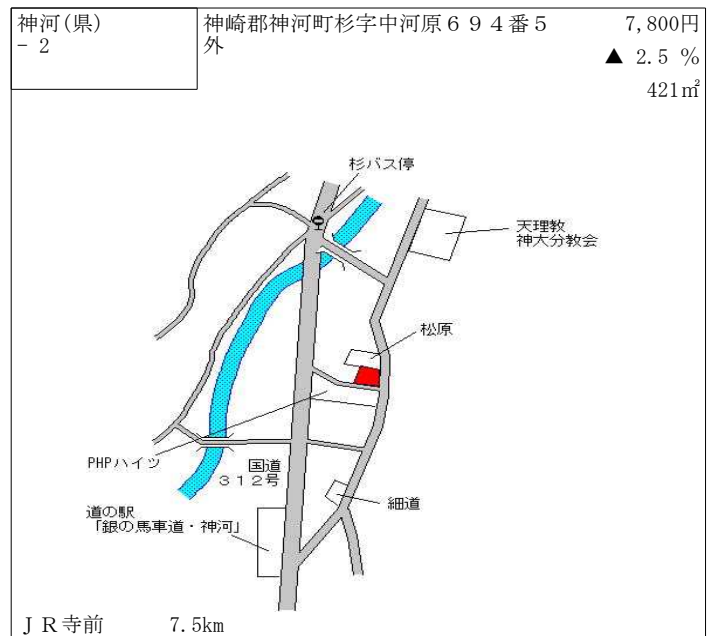 神河(県)
- 2
神崎郡神河町杉字中河原６９４番５
外
7,800円
▲ 2.5 %
421㎡
杉バス停
天理教
神大分教会
松原
PHPハイツ
国道
３１２号
細道
道の駅
「銀の馬車道・神河」
ＪＲ寺前 7.5km